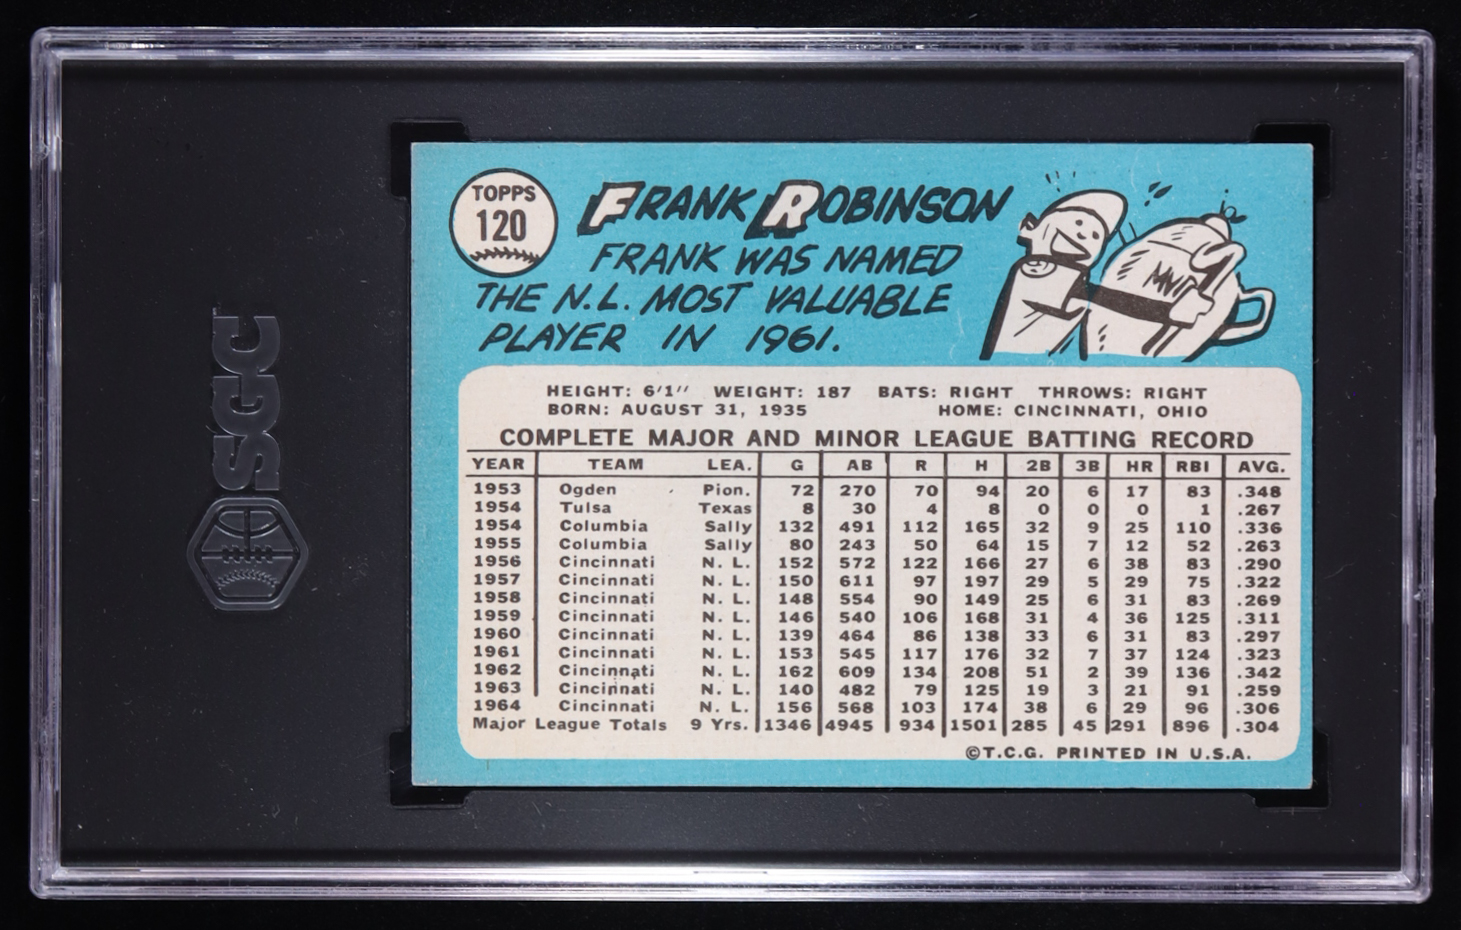 SGC
TOPPS
120
FRANK ROBINSON
FRANK WAS NAMED
THE N.L. MOST VALUABLE
PLAYER IN 1961.
HEIGHT: 6'1" WEIGHT: 187 BATS: RIGHT THROWS: RIGHT
BORN: AUGUST 31, 1935 HOME: CINCINNATI, OHIO
COMPLETE MAJOR AND MINOR LEAGUE BATTING RECORD
YEAR TEAM LEA. G AB R H 2B 3B HR RBI AVG.
1953 Ogden Pion. 72 270 70 94 20 6 17 83 .348
1954 Tulsa Texas 8 30 4 8 0 0 0 1 .267
1954 Columbia Sally 132 491 112 165 32 9 25 110 .336
1955 Columbia Sally 80 243 50 64 15 7 12 52 .263
1956 Cincinnati N. L. 152 572 122 166 27 6 38 83 .290
1957 Cincinnati N. L. 150 611 97 197 29 5 29 75 .322
1958 Cincinnati N. L. 148 554 90 149 25 6 31 83 .269
1959 Cincinnati N. L. 146 540 106 168 31 4 36 125 .311
1960 Cincinnati N. L. 139 464 86 138 33 6 31 83 .297
1961 Cincinnati N. L. 153 545 117 176 32 7 37 124 .323
1962 Cincinnati N. L. 162 609 134 208 51 2 39 136 .342
1963 Cincinnati N. L. 140 482 79 125 19 3 21 91 .259
1964 Cincinnati N. L. 156 568 103 174 38 6 29 96 .306
Major League Totals 9 Yrs. 1346 4945 934 1501 285 45 291 896 .304
©T.C.G. PRINTED IN U.S.A.